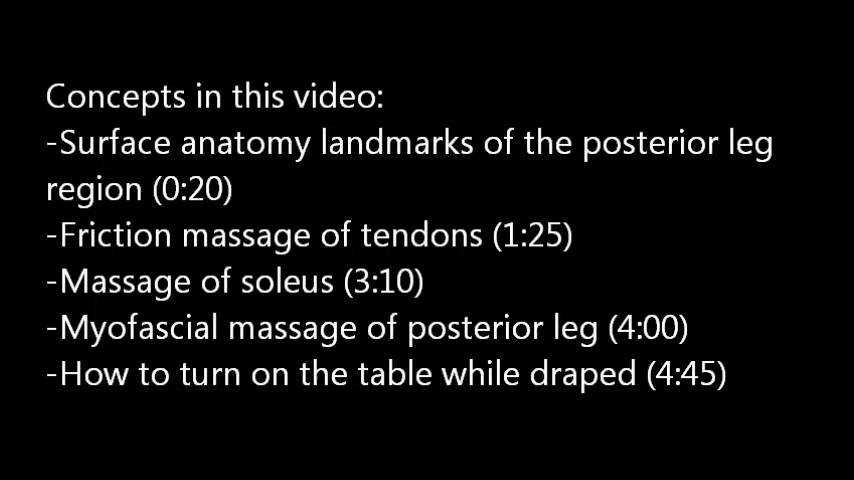 Concepts in this video:
-Surface anatomy landmarks of the posterior leg
region (0:20)
-Friction massage of tendons (1:25)
-Massage of soleus (3:10)
-Myofascial massage of posterior leg (4:00)
-How to turn on the table while draped (4:45)